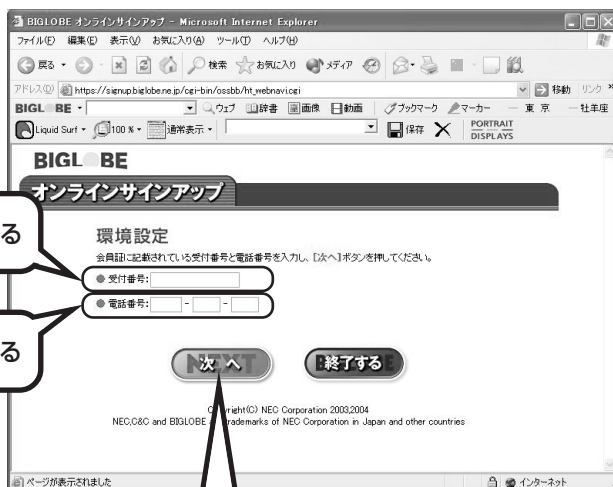 BIGLOBE オンラインサインアップ - Microsoft Internet Explorer
ファイル(F) 編集(E) 表示(V) お気に入り(A) ツール(T) ヘルプ(H)
戻る 検索 お気に入り メディア
アドレス(D) https://signup.biglobe.ne.jp/cgi-bin/ossbb/ht_webnavi.cgi 移動 リンク »
BIGL BE ウェブ 辞書 画像 日動画 ブックマーク マーカー 東 京 牡羊座
Liquid Surf 100 % 通常表示 保存 PORTRAIT DISPLAYS
BIGL BE
オンラインサインアップ
環境設定
る
会員証に記載されている受付番号と電話番号を入力し、[次へ]ボタンを押してください。
受付番号:
電話番号: - -
る
次 へ 終了する
Copyright(C) NEC Corporation 2003,2004
NEC,C&C and BIGLOBE are trademarks of NEC Corporation in Japan and other countries
ページが表示されました インターネット